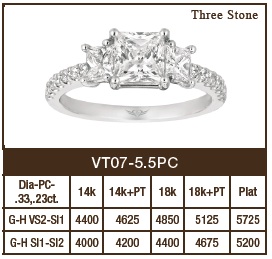 Three Stone
VT07-5.5PC
Dia-PC-
.33,.23ct. 14k 14k+PT 18k 18k+PT Plat
G-H VS2-SI1 4400 4625 4850 5125 5725
G-H SI1-SI2 4000 4200 4400 4675 5200